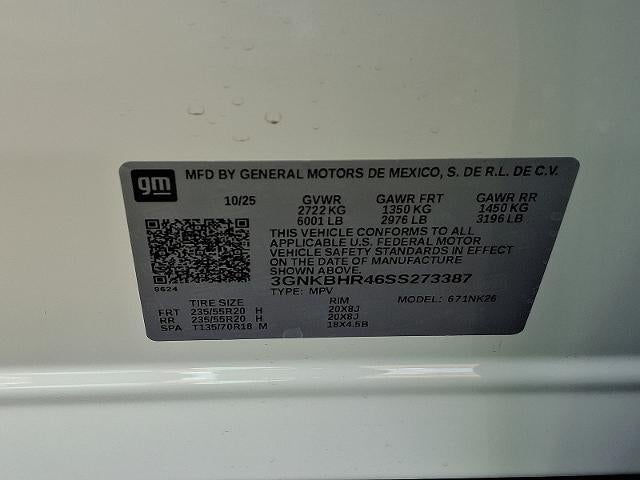 gm
MFD BY GENERAL MOTORS DE MEXICO, S. DE R.L. DE C.V.
10/25 GVWR GAWR FRT GAWR RR
2722 KG 1350 KG 1450 KG
6001 LB 2976 LB 3196 LB
THIS VEHICLE CONFORMS TO ALL
APPLICABLE U.S. FEDERAL MOTOR
VEHICLE SAFETY STANDARDS IN EFFECT
ON THE DATE OF MANUFACTURE
SHOWN ABOVE.
3GNKBHR46SS273387
9624
TYPE: MPV MODEL: 671NK26
TIRE SIZE RIM
FRT 235/55R20 H 20X8J
RR 235/55R20 H 20X8J
SPA T135/70R18 M 18X4.5B